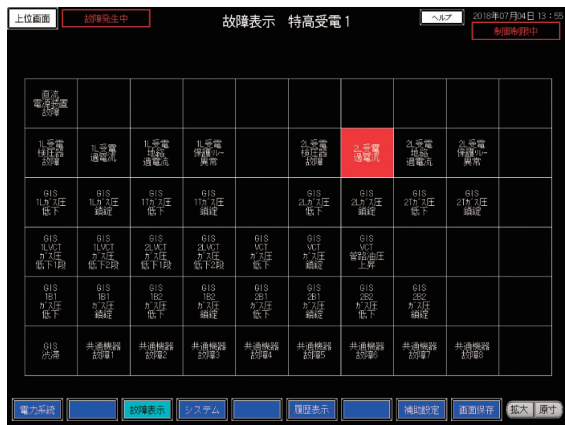 上位画面
故障発生中
故障表示 特高受電1
ヘルプ
2018年07月04日 13:55
制御制限中
直流
電源装置
故障
1L受電
検圧器
故障
1L受電
過電流
1L受電
地絡
過電流
1L受電
保護リレー
異常
2L受電
検圧器
故障
2L受電
過電流
2L受電
地絡
過電流
2L受電
保護リレー
異常
GIS
1Lガス圧
低下
GIS
1Lガス圧
鎖錠
GIS
1Tガス圧
低下
GIS
1Tガス圧
鎖錠
GIS
2Lガス圧
低下
GIS
2Lガス圧
鎖錠
GIS
2Tガス圧
低下
GIS
2Tガス圧
鎖錠
GIS
1LVCT
ガス圧
低下1段
GIS
1LVCT
ガス圧
低下2段
GIS
2LVCT
ガス圧
低下1段
GIS
2LVCT
ガス圧
低下2段
GIS
VCT
ガス圧
低下
GIS
VCT
ガス圧
鎖錠
GIS
VCT
管路油圧
上昇
GIS
1B1
ガス圧
低下
GIS
1B1
ガス圧
鎖錠
GIS
1B2
ガス圧
低下
GIS
1B2
ガス圧
鎖錠
GIS
2B1
ガス圧
低下
GIS
2B1
ガス圧
鎖錠
GIS
2B2
ガス圧
低下
GIS
2B2
ガス圧
鎖錠
GIS
渋滞
共通機器
故障1
共通機器
故障2
共通機器
故障3
共通機器
故障4
共通機器
故障5
共通機器
故障6
共通機器
故障7
共通機器
故障8
電力系統
故障表示
システム
履歴表示
補助設定
画面保存
拡大
原寸